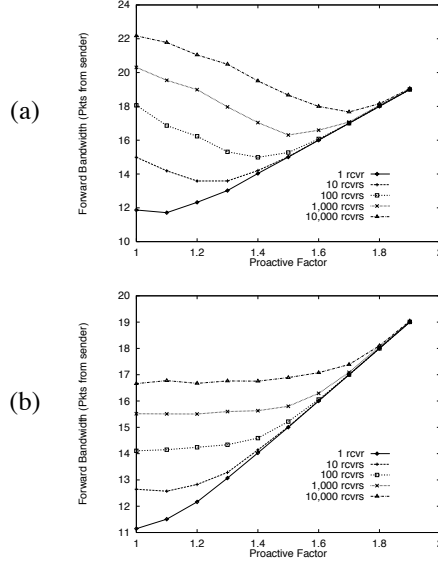 (a)
Forward Bandwidth (Pkts from sender)
24
22
20
18
16
14
12
10
1 rcvr
10 rcvrs
100 rcvrs
1,000 rcvrs
10,000 rcvrs
1
1.2
1.4
1.6
1.8
2
Proactive Factor
(b)
Forward Bandwidth (Pkts from sender)
20
19
18
17
16
15
14
13
12
11
1 rcvr
10 rcvrs
100 rcvrs
1,000 rcvrs
10,000 rcvrs
1
1.2
1.4
1.6
1.8
2
Proactive Factor